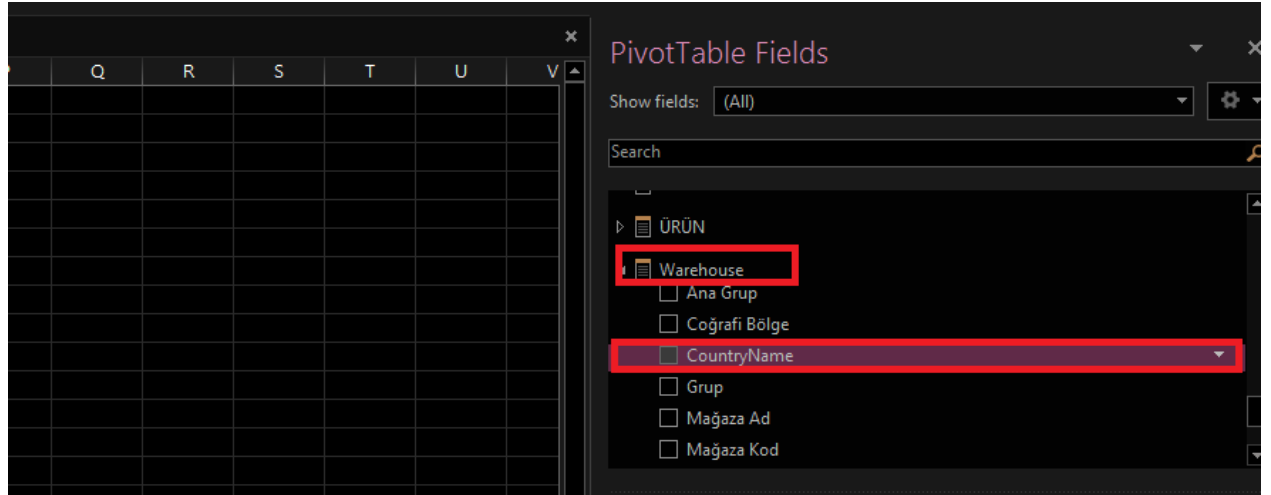 PivotTable Fields
Q R S T U V
Show fields: (All)
Search
ÜRÜN
Warehouse
Ana Grup
Coğrafi Bölge
CountryName
Grup
Mağaza Ad
Mağaza Kod